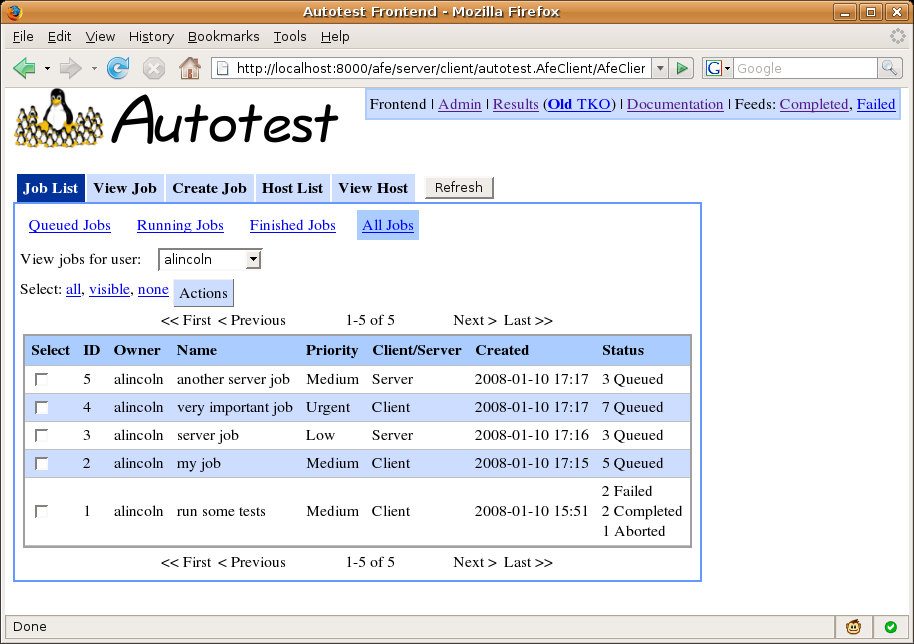 Autotest Frontend - Mozilla Firefox
File Edit View History Bookmarks Tools Help
http://localhost:8000/afe/server/client/autotest.AfeClient/AfeClier
G Google
Autotest
Frontend | Admin | Results (Old TKO) | Documentation | Feeds: Completed, Failed
Job List View Job Create Job Host List View Host Refresh
Queued Jobs Running Jobs Finished Jobs All Jobs
View jobs for user: alincoln
Select: all, visible, none Actions
<< First < Previous 1-5 of 5 Next > Last >>
Select ID Owner Name Priority Client/Server Created Status
5 alincoln another server job Medium Server 2008-01-10 17:17 3 Queued
4 alincoln very important job Urgent Client 2008-01-10 17:17 7 Queued
3 alincoln server job Low Server 2008-01-10 17:16 3 Queued
2 alincoln my job Medium Client 2008-01-10 17:15 5 Queued
2 Failed
1 alincoln run some tests Medium Client 2008-01-10 15:51 2 Completed
1 Aborted
<< First < Previous 1-5 of 5 Next > Last >>
Done